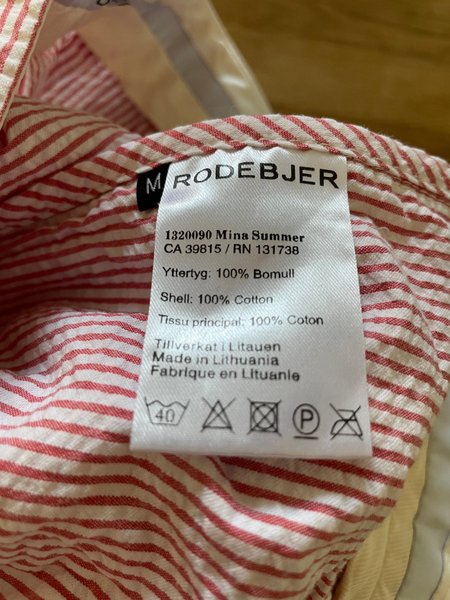 M
RODEBJER
1320090 Mina Summer
CA 39815 / RN 131738
Yttertyg: 100% Bomull
Shell: 100% Cotton
Tissu principal: 100% Coton
Tillverkat i Litauen
Made in Lithuania
Fabrique en Lituanie
40
P